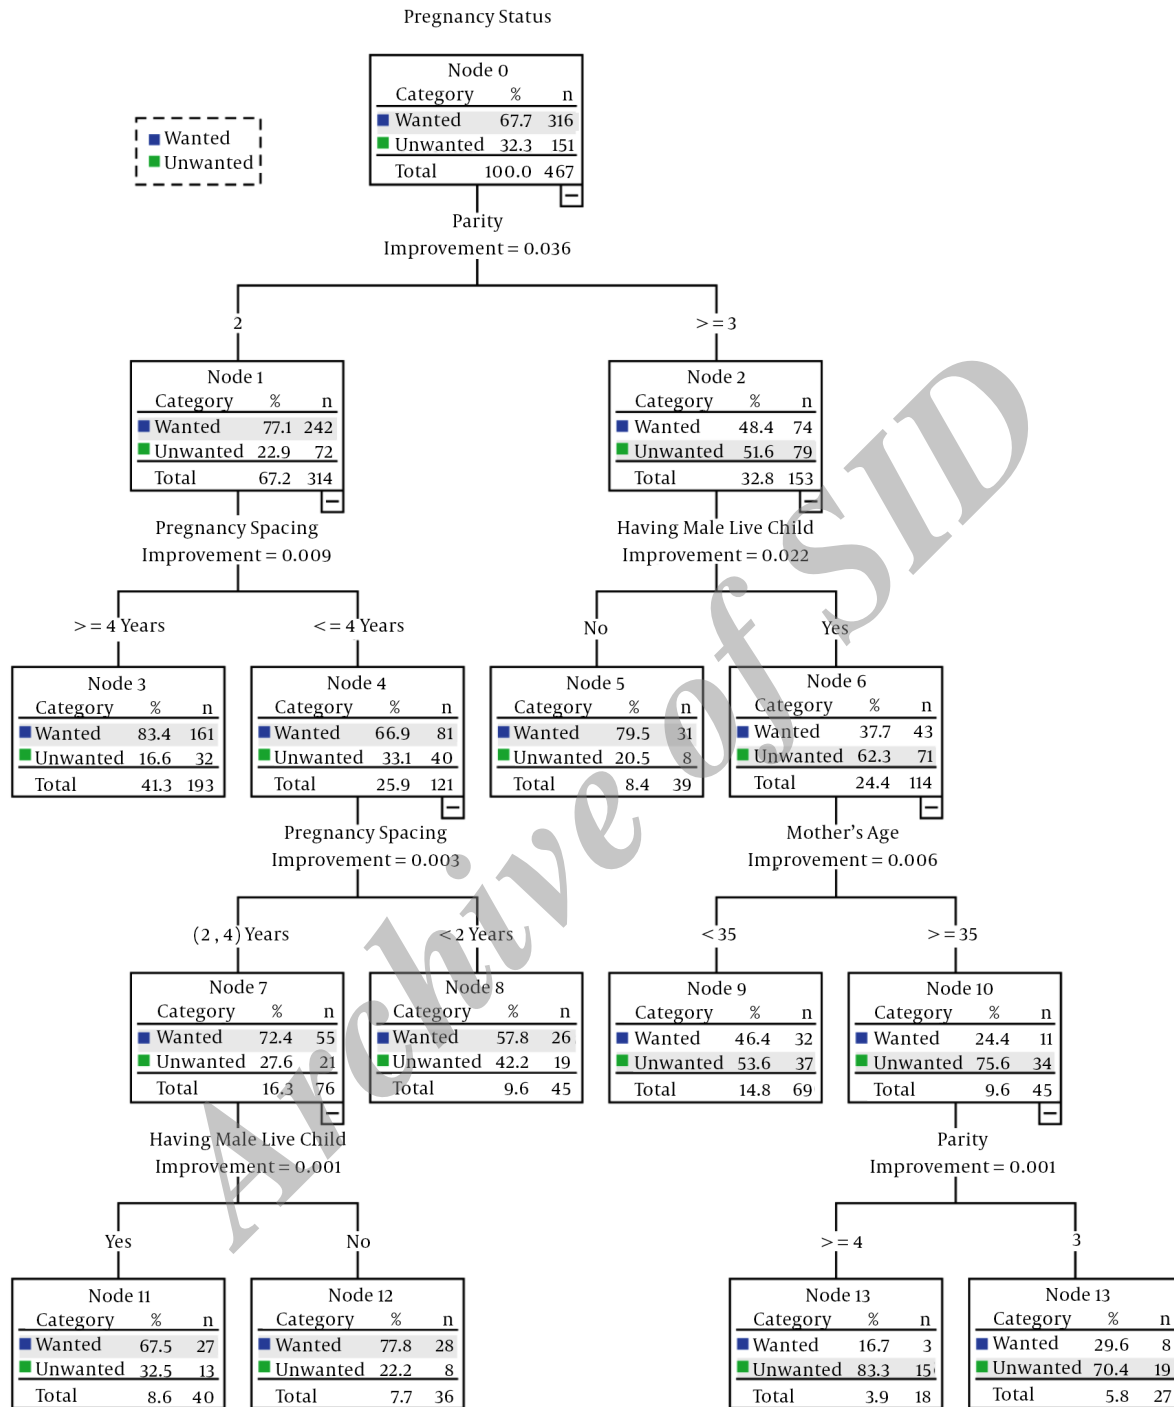 Pregnancy Status
Node 0
Category % n
Wanted 67.7 316
Unwanted 32.3 151
Total 100.0 467
Wanted
Unwanted
Parity
Improvement = 0.036
2
>= 3
Node 1
Category % n
Wanted 77.1 242
Unwanted 22.9 72
Total 67.2 314
Node 2
Category % n
Wanted 48.4 74
Unwanted 51.6 79
Total 32.8 153
Pregnancy Spacing
Improvement = 0.009
Having Male Live Child
Improvement = 0.022
>= 4 Years
<= 4 Years
No
Yes
Node 3
Category % n
Wanted 83.4 161
Unwanted 16.6 32
Total 41.3 193
Node 4
Category % n
Wanted 66.9 81
Unwanted 33.1 40
Total 25.9 121
Node 5
Category % n
Wanted 79.5 31
Unwanted 20.5 8
Total 8.4 39
Node 6
Category % n
Wanted 37.7 43
Unwanted 62.3 71
Total 24.4 114
Pregnancy Spacing
Improvement = 0.003
Mother's Age
Improvement = 0.006
(2 , 4) Years
<2 Years
<35
>= 35
Node 7
Category % n
Wanted 72.4 55
Unwanted 27.6 21
Total 16.3 76
Node 8
Category % n
Wanted 57.8 26
Unwanted 42.2 19
Total 9.6 45
Node 9
Category % n
Wanted 46.4 32
Unwanted 53.6 37
Total 14.8 69
Node 10
Category % n
Wanted 24.4 11
Unwanted 75.6 34
Total 9.6 45
Having Male Live Child
Improvement = 0.001
Parity
Improvement = 0.001
Yes
No
>= 4
3
Node 11
Category % n
Wanted 67.5 27
Unwanted 32.5 13
Total 8.6 40
Node 12
Category % n
Wanted 77.8 28
Unwanted 22.2 8
Total 7.7 36
Node 13
Category % n
Wanted 16.7 3
Unwanted 83.3 15
Total 3.9 18
Node 13
Category % n
Wanted 29.6 8
Unwanted 70.4 19
Total 5.8 27
Archive of SID